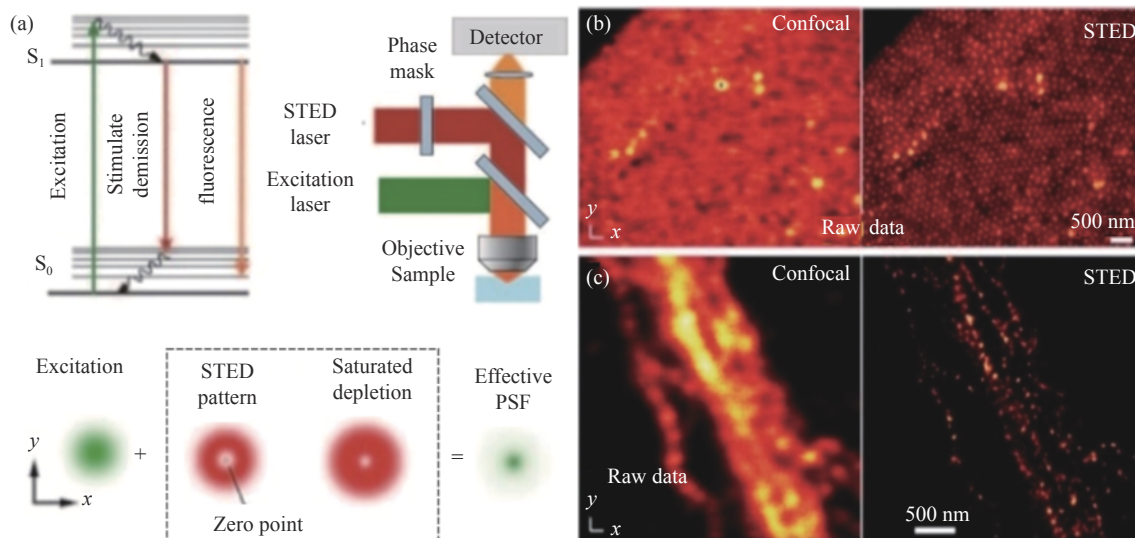 (a)
S1
S0
Excitation
Stimulate
demission
fluorescence
Phase
mask
Detector
STED
laser
Excitation
laser
Objective
Sample
Excitation
STED
pattern
Saturated
depletion
Effective
PSF
y
x
+
=
Zero point
(b)
Confocal
STED
y
x
Raw data
500 nm
(c)
Confocal
STED
Raw data
y
x
500 nm